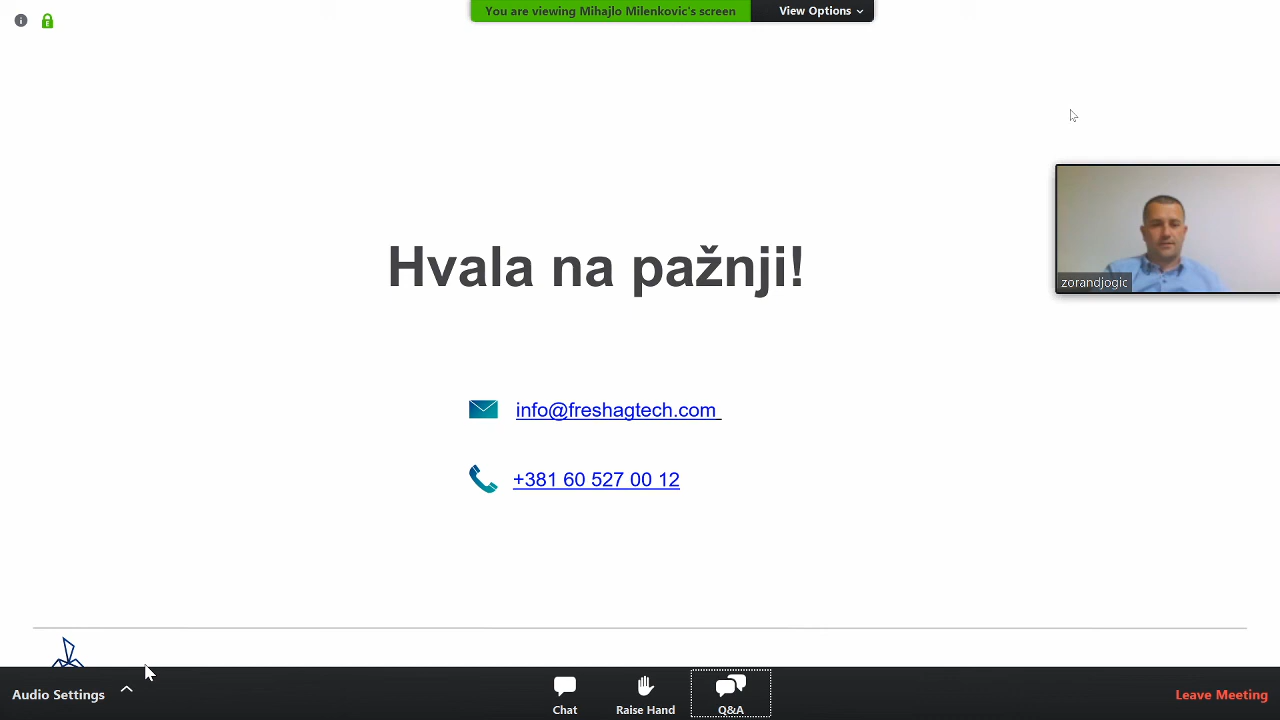 You are viewing Mihajlo Milenkovic's screen
View Options
Hvala na pažnji!
zorandjogic
info@freshagtech.com
+381 60 527 00 12
Audio Settings
Chat
Raise Hand
Q&A
Leave Meeting